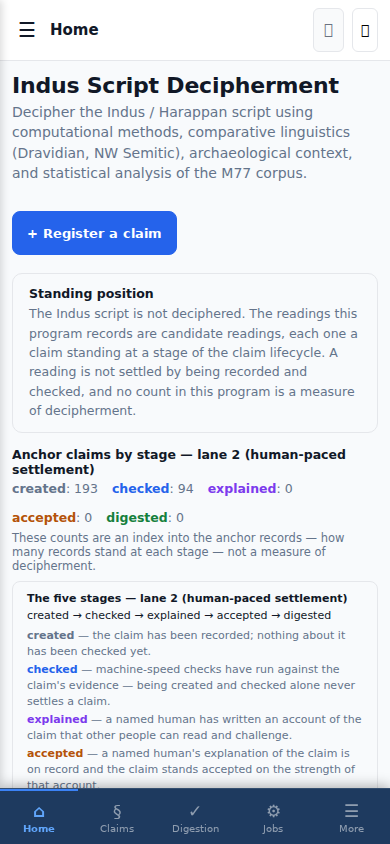 ☰ Home
Indus Script Decipherment
Decipher the Indus / Harappan script using
computational methods, comparative linguistics
(Dravidian, NW Semitic), archaeological context,
and statistical analysis of the M77 corpus.
+ Register a claim
Standing position
The Indus script is not deciphered. The readings this
program records are candidate readings, each one a
claim standing at a stage of the claim lifecycle. A
reading is not settled by being recorded and
checked, and no count in this program is a measure
of decipherment.
Anchor claims by stage — lane 2 (human-paced
settlement)
created: 193 checked: 94 explained: 0
accepted: 0 digested: 0
These counts are an index into the anchor records — how
many records stand at each stage — not a measure of
decipherment.
The five stages — lane 2 (human-paced settlement)
created → checked → explained → accepted → digested
created — the claim has been recorded; nothing about it
has been checked yet.
checked — machine-speed checks have run against the
claim's evidence — being created and checked alone never
settles a claim.
explained — a named human has written an account of the
claim that other people can read and challenge.
accepted — a named human's explanation of the claim is
on record and the claim stands accepted on the strength of
that account.
Home § Claims ✓ Digestion Jobs More